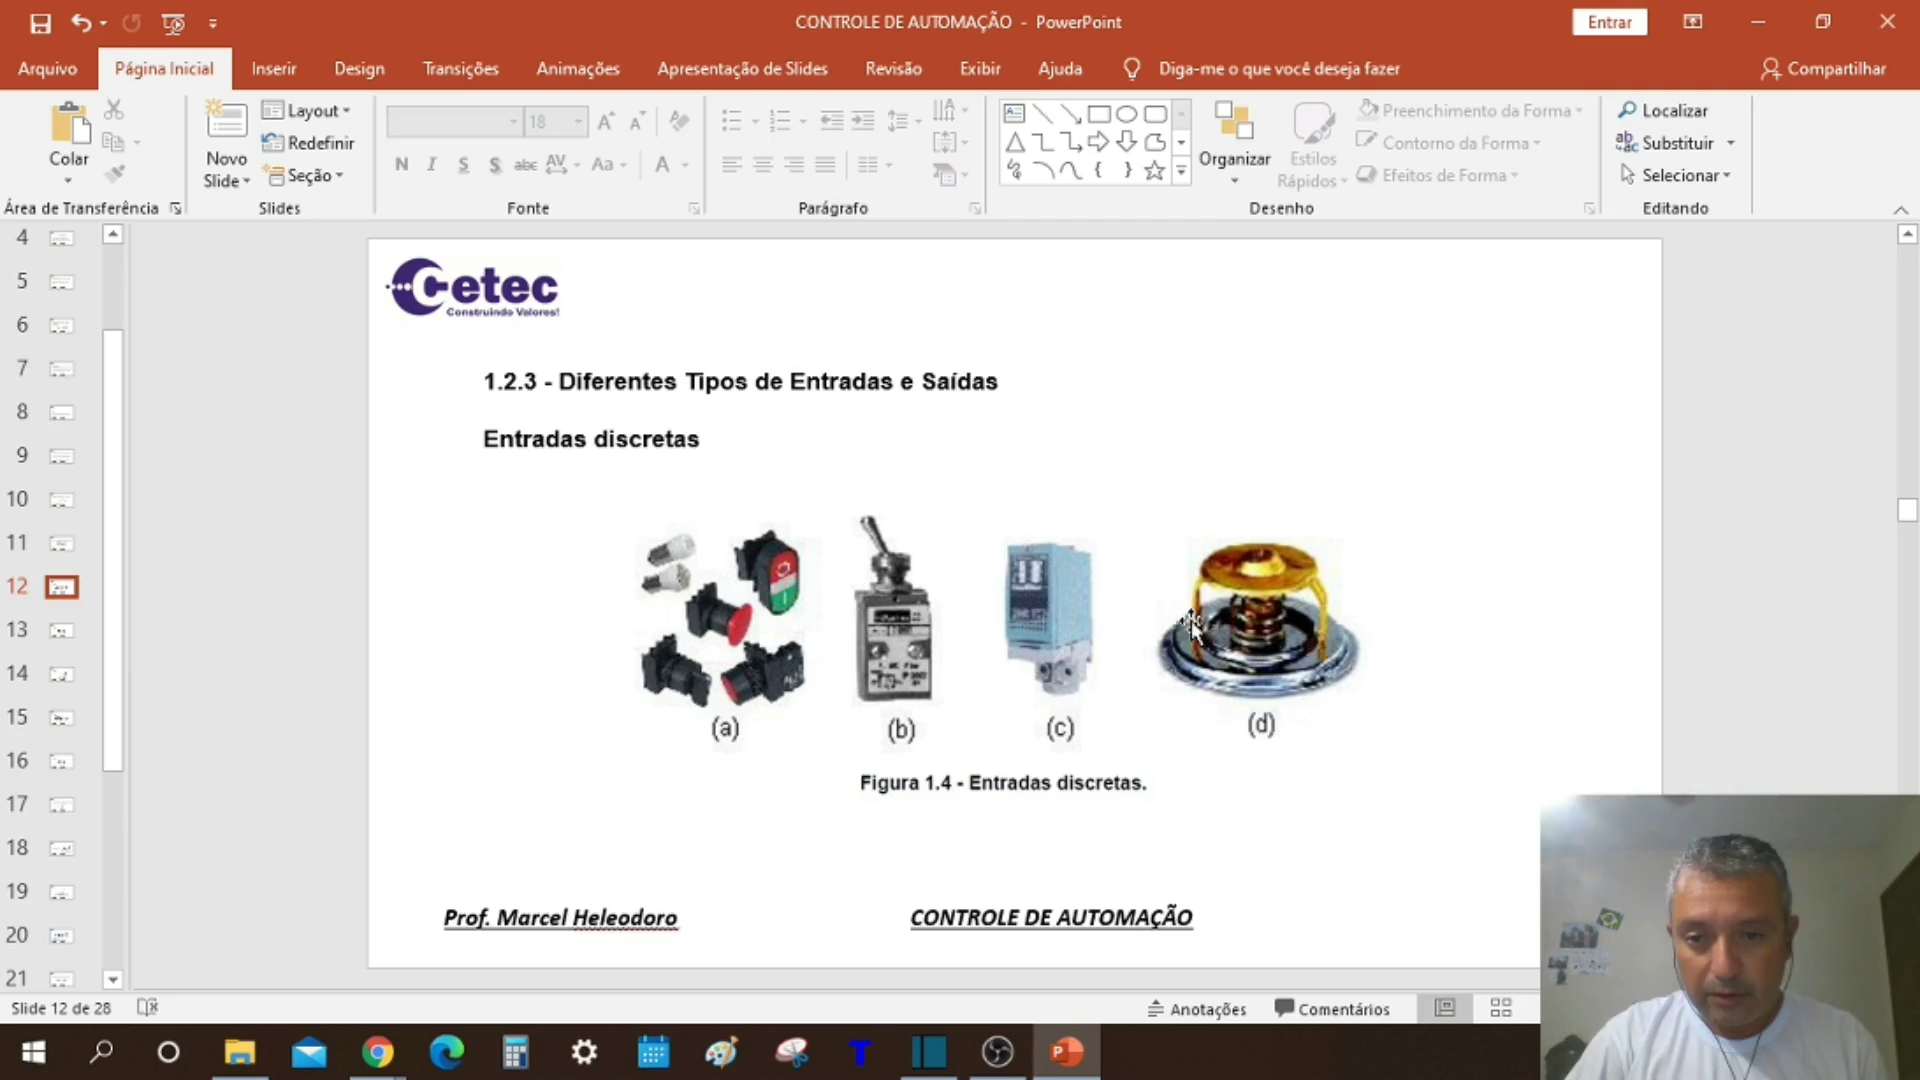 CONTROLE DE AUTOMAÇÃO - PowerPoint
Entrar
Arquivo
Página Inicial
Inserir
Design
Transições
Animações
Apresentação de Slides
Revisão
Exibir
Ajuda
Diga-me o que você deseja fazer
Compartilhar
Colar
Novo
Slide
Layout
Redefinir
Seção
18
N I S S abc AV Aa A
Organizar
Estilos
Rápidos
Preenchimento da Forma
Contorno da Forma
Efeitos de Forma
Localizar
Substituir
Selecionar
Área de Transferência
Slides
Fonte
Parágrafo
Desenho
Editando
4
5
6
7
8
9
10
11
12
13
14
15
16
17
18
19
20
21
Cetec
Construindo Valores!
1.2.3 - Diferentes Tipos de Entradas e Saídas
Entradas discretas
(a)
(b)
(c)
(d)
Figura 1.4 - Entradas discretas.
Prof. Marcel Heleodoro
CONTROLE DE AUTOMAÇÃO
Slide 12 de 28
Anotações
Comentários